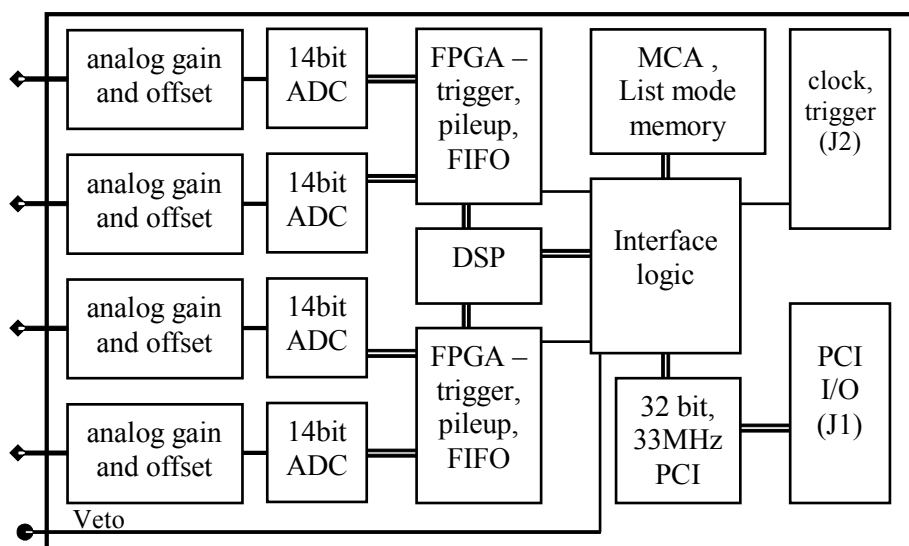 analog gain
and offset
14bit
ADC
FPGA –
trigger,
pileup,
FIFO
MCA ,
List mode
memory
clock,
trigger
(J2)
analog gain
and offset
14bit
ADC
DSP
Interface
logic
analog gain
and offset
14bit
ADC
FPGA –
trigger,
pileup,
FIFO
32 bit,
33MHz
PCI
PCI
I/O
(J1)
analog gain
and offset
14bit
ADC
Veto